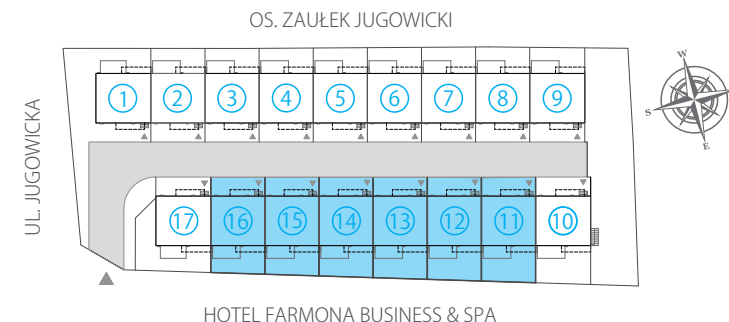 OS. ZAUŁEK JUGOWICKI
W
S
E
UL. JUGOWICKA
1 2 3 4 5 6 7 8 9
17 16 15 14 13 12 11 10
HOTEL FARMONA BUSINESS & SPA